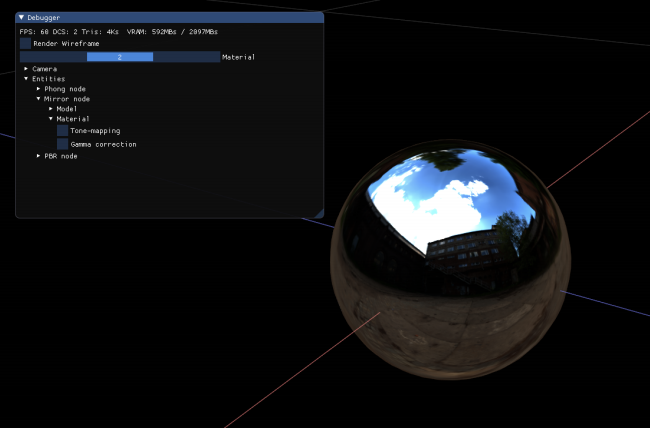 Debugger
FPS: 60 DCS: 2 Tris: 4Ks VRAM: 592MBs / 2097MBs
Render Wireframe
2 Material
Camera
Entities
Phong node
Mirror node
Model
Material
Tone-mapping
Gamma correction
PBR node